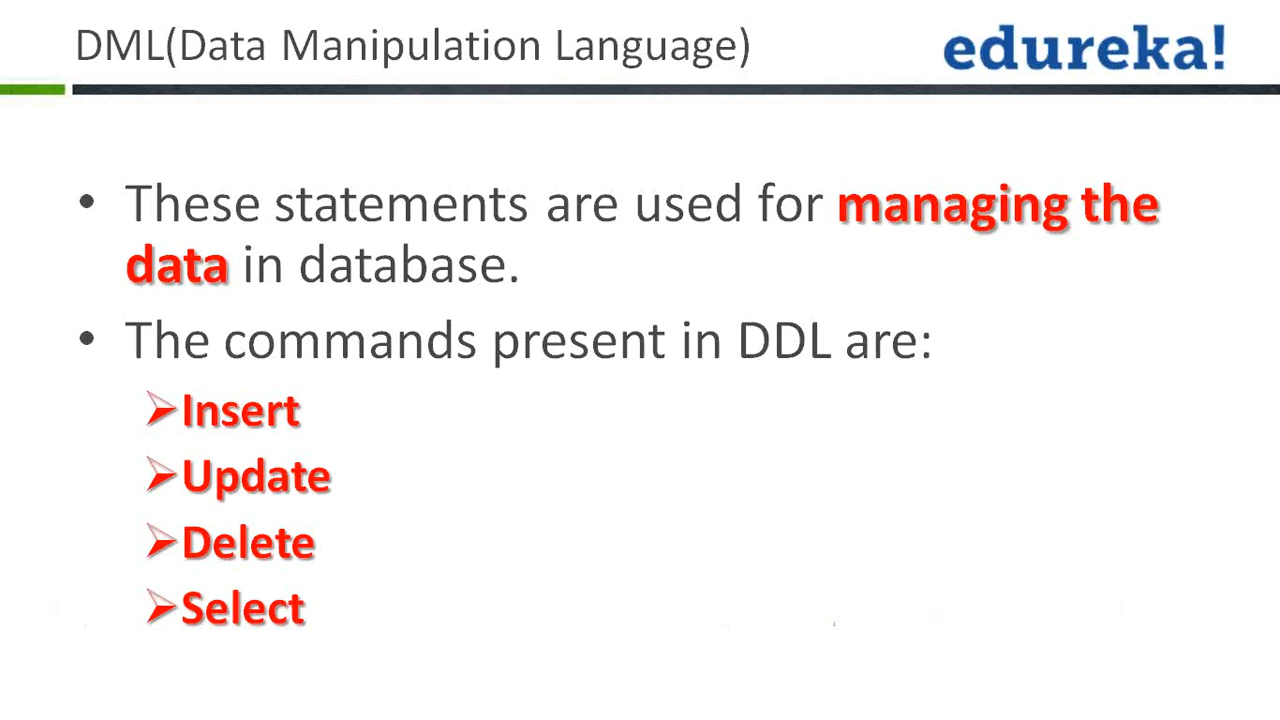 DML(Data Manipulation Language)
edureka!
• These statements are used for managing the
data in database.
• The commands present in DDL are:
➢Insert
➢Update
➢Delete
➢Select